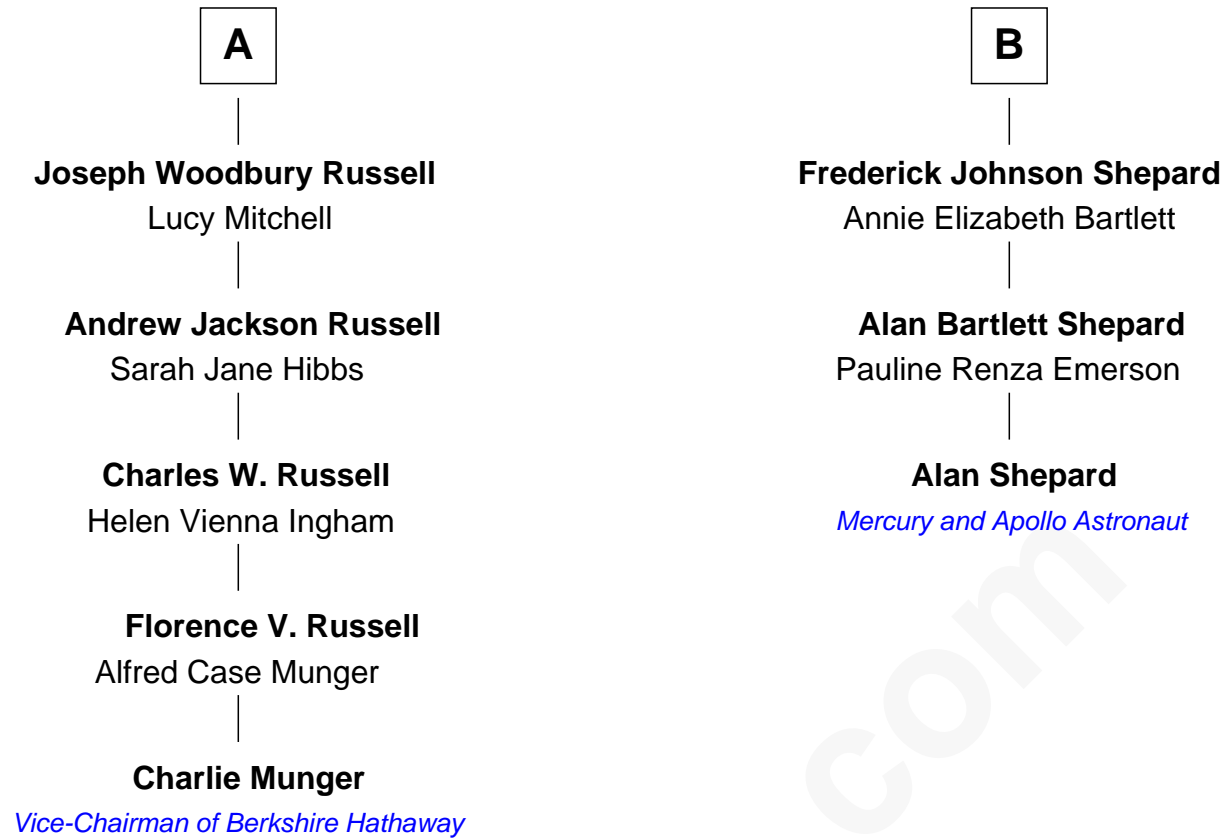 A
Joseph Woodbury Russell
Lucy Mitchell
Andrew Jackson Russell
Sarah Jane Hibbs
Charles W. Russell
Helen Vienna Ingham
Florence V. Russell
Alfred Case Munger
Charlie Munger
Vice-Chairman of Berkshire Hathaway
B
Frederick Johnson Shepard
Annie Elizabeth Bartlett
Alan Bartlett Shepard
Pauline Renza Emerson
Alan Shepard
Mercury and Apollo Astronaut
com